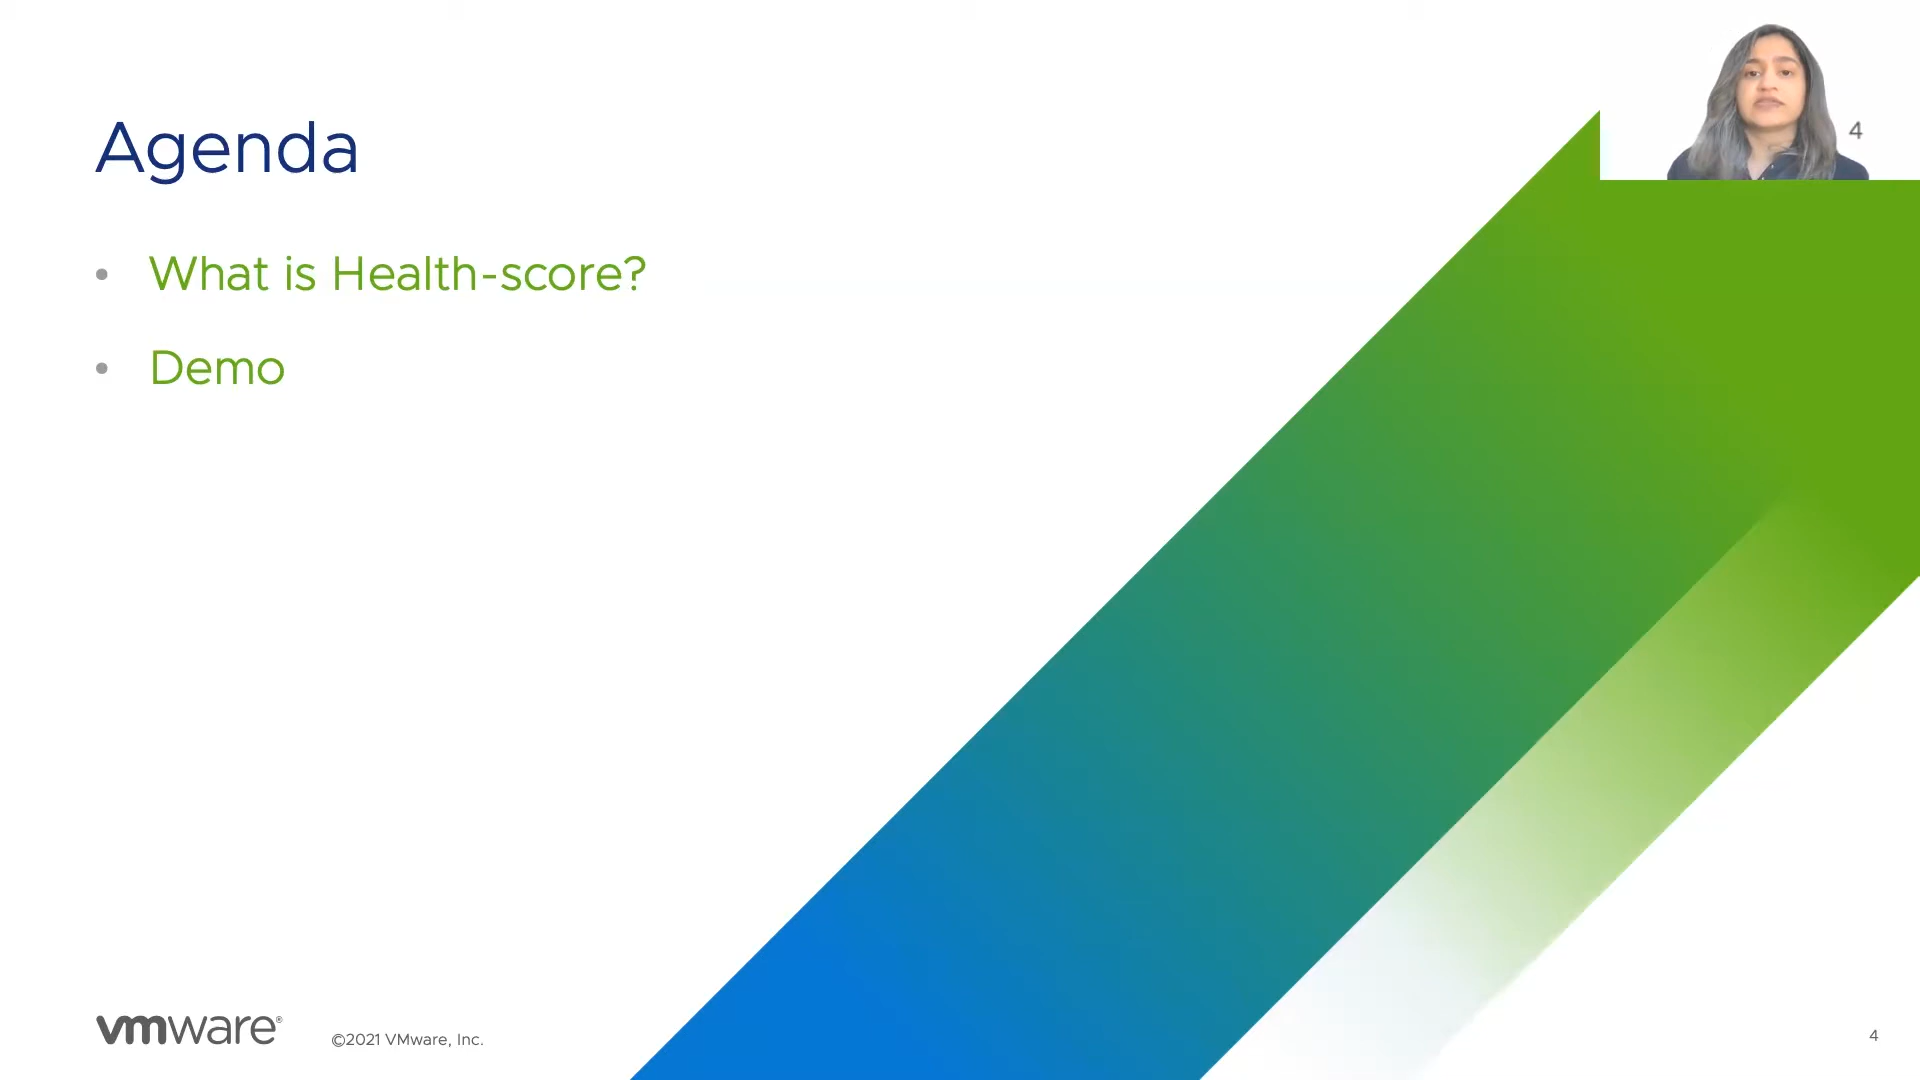 4
Agenda
• What is Health-score?
• Demo
vmware®
©2021 VMware, Inc.
4